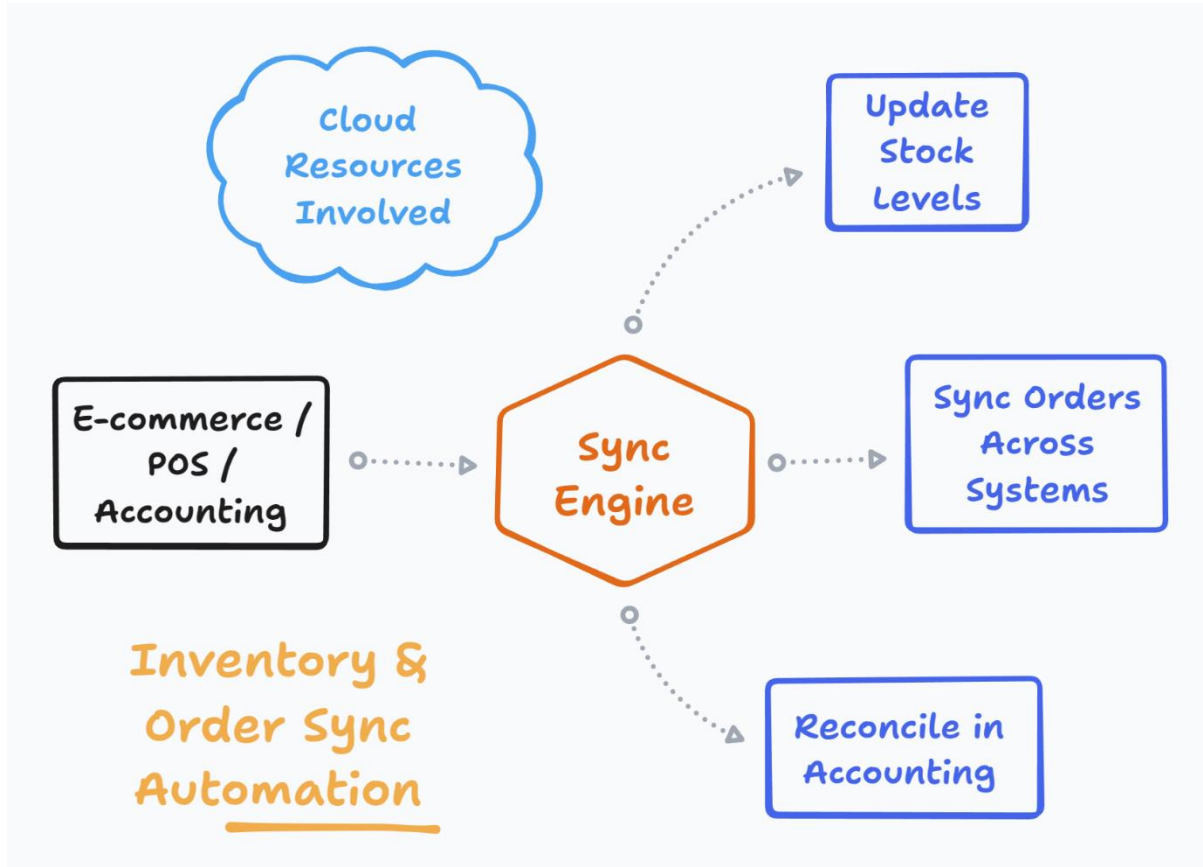 Cloud
Resources
Involved
Update
Stock
Levels
E-commerce /
POS /
Accounting
Sync
Engine
Sync Orders
Across
Systems
Inventory &
Order Sync
Automation
Reconcile in
Accounting